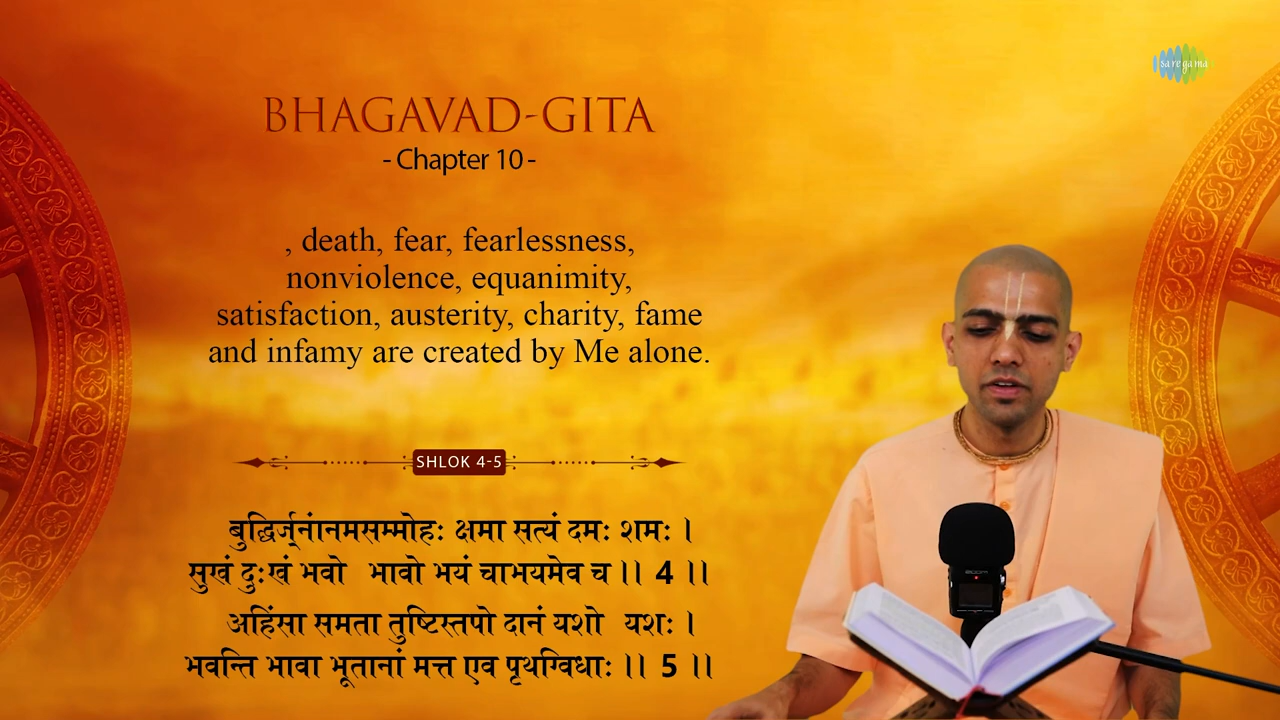 saregama
BHAGAVAD-GITA
- Chapter 10 -
, death, fear, fearlessness,
nonviolence, equanimity,
satisfaction, austerity, charity, fame
and infamy are created by Me alone.
SHLOK 4-5
बुद्धिर्ज्नांनमसम्मोहः क्षमा सत्यं दमः शमः ।
सुखं दुःखं भवो भावो भयं चाभयमेव च ।। 4 ।।
अहिंसा समता तुष्टिस्तपो दानं यशो यशः ।
भवन्ति भावा भूतानां मत्त एव पृथग्विधाः ।। 5 ।।
zoom